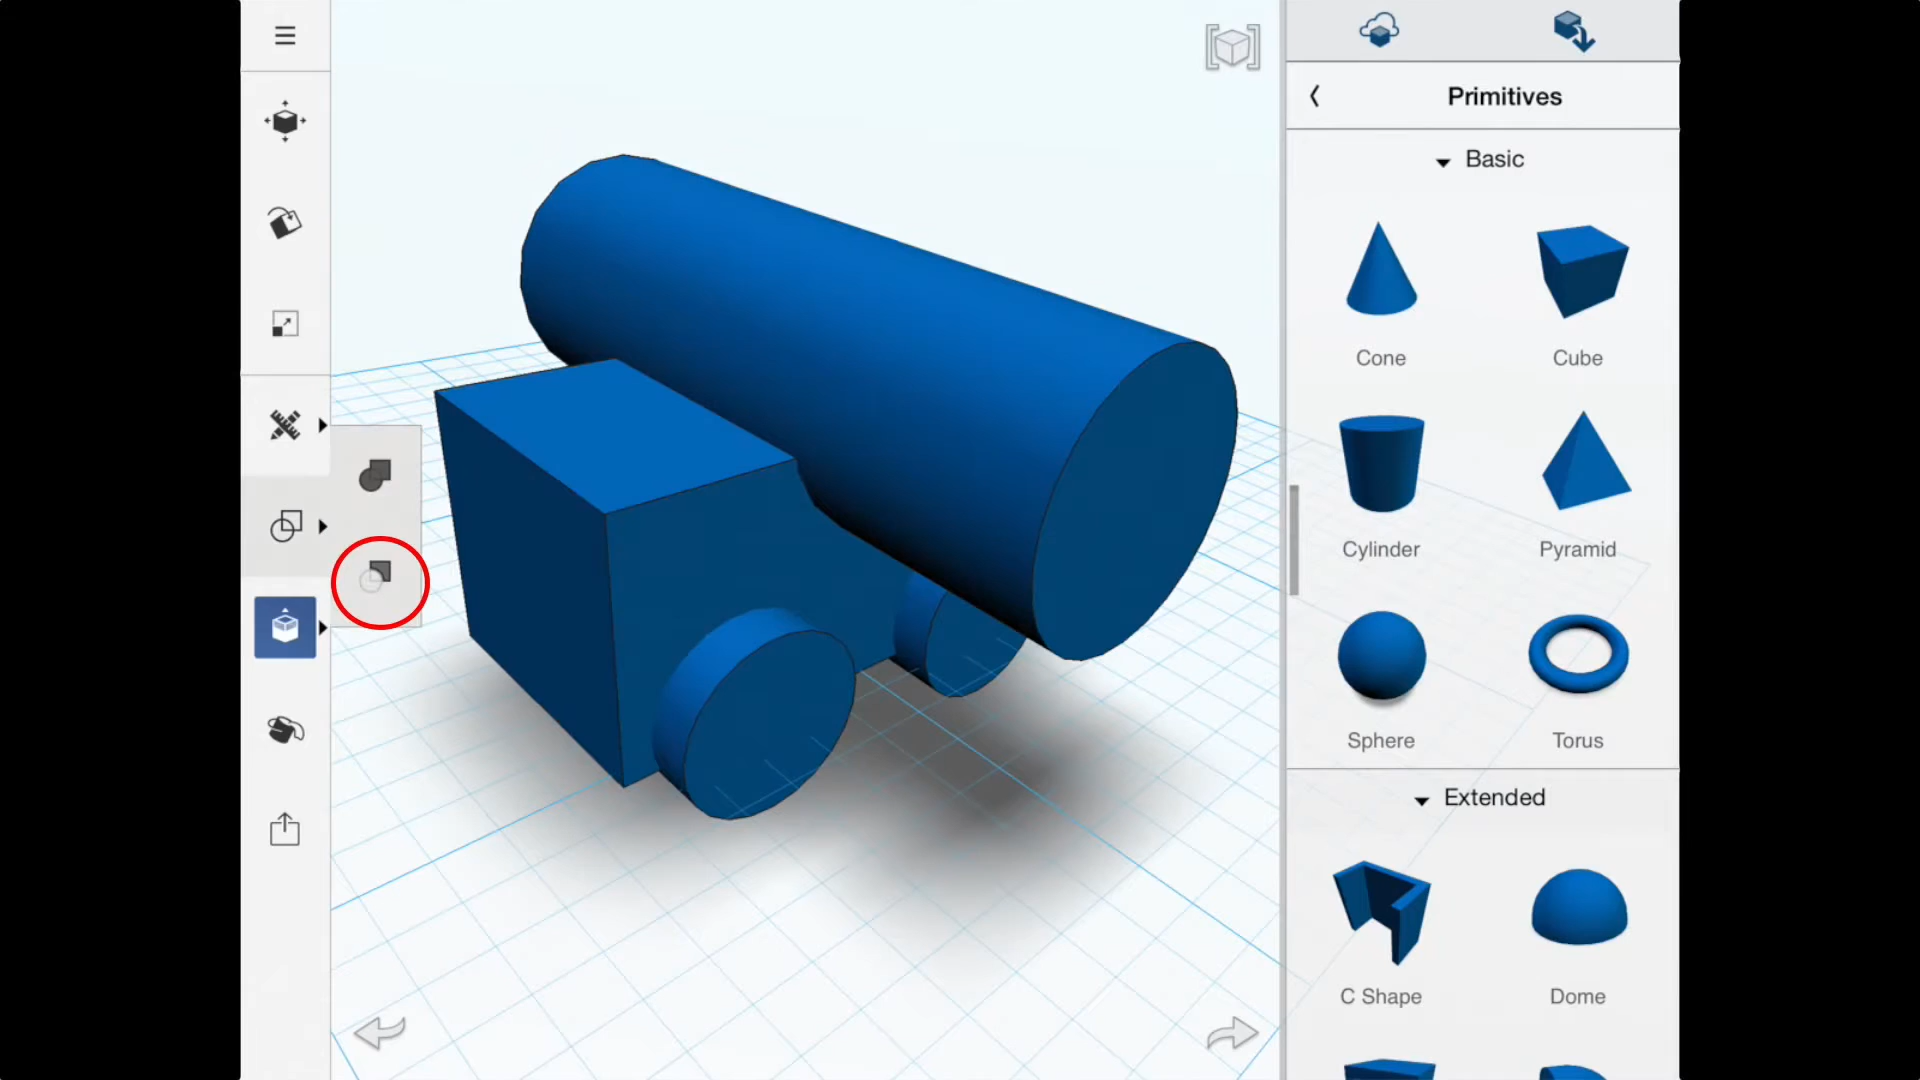 Primitives
Basic
Cone
Cube
Cylinder
Pyramid
Sphere
Torus
Extended
C Shape
Dome